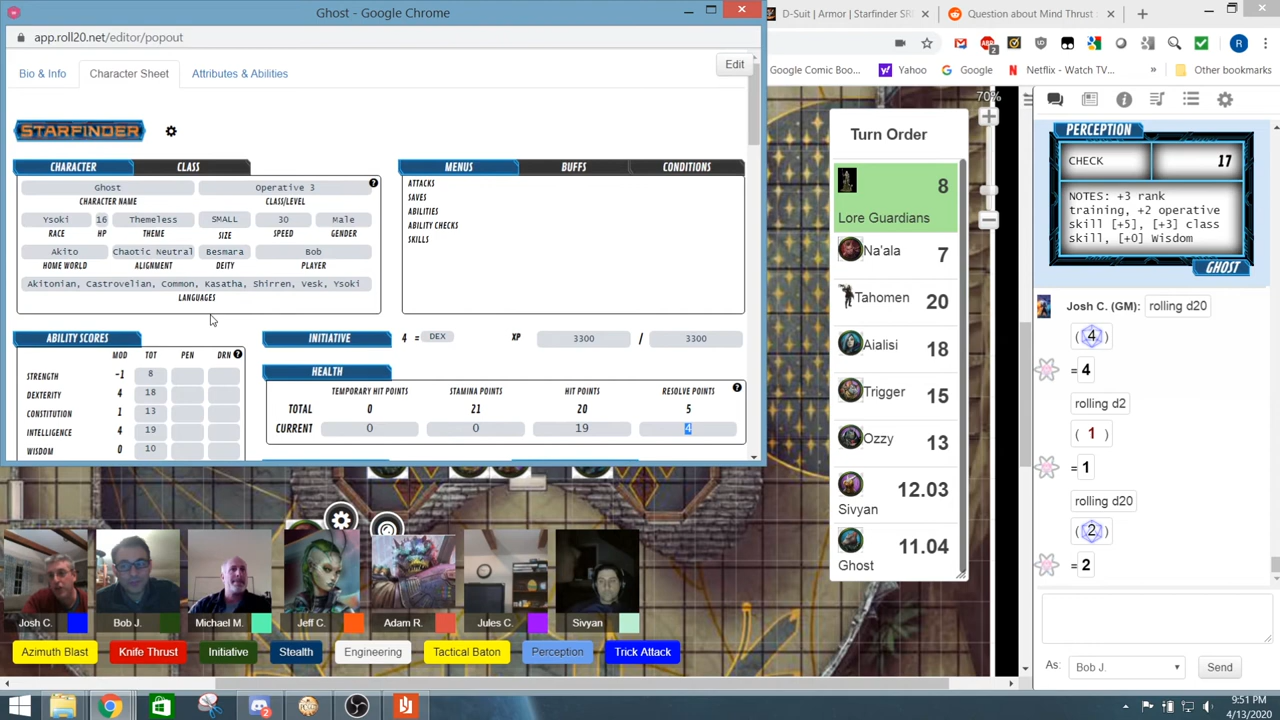 Ghost - Google Chrome
app.roll20.net/editor/popout
Bio & Info
Character Sheet
Attributes & Abilities
Edit
STARFINDER
CHARACTER
CLASS
Ghost
Operative 3
CHARACTER NAME
CLASS/LEVEL
Ysoki
16
Themeless
SMALL
30
Male
RACE
HP
THEME
SIZE
SPEED
GENDER
Akito
Chaotic Neutral
Besmara
Bob
HOME WORLD
ALIGNMENT
DEITY
PLAYER
Akitonian, Castrovelian, Common, Kasatha, Shirren, Vesk, Ysoki
LANGUAGES
MENUS
BUFFS
CONDITIONS
ATTACKS
SAVES
ABILITIES
ABILITY CHECKS
SKILLS
ABILITY SCORES
MOD
TOT
PEN
DRN
STRENGTH
-1
8
DEXTERITY
4
18
CONSTITUTION
1
13
INTELLIGENCE
4
19
WISDOM
0
10
INITIATIVE
4 =
DEX
XP
3300
/
3300
HEALTH
TEMPORARY HIT POINTS
STAMINA POINTS
HIT POINTS
RESOLVE POINTS
TOTAL
0
21
20
5
CURRENT
0
0
19
4
D-Suit | Armor | Starfinder SR
Question about Mind Thrust
Google Comic Boo...
Yahoo
Google
Netflix - Watch TV...
»
Other bookmarks
R
2
70%
Turn Order
8
Lore Guardians
Na'ala
7
Tahomen
20
Aialisi
18
Trigger
15
Ozzy
13
12.03
Sivyan
11.04
Ghost
PERCEPTION
CHECK
17
NOTES: +3 rank
training, +2 operative
skill [+5], [+3] class
skill, [+0] Wisdom
GHOST
Josh C. (GM):
rolling d20
(4)
= 4
rolling d2
( 1 )
= 1
rolling d20
(2)
= 2
As:
Bob J.
Send
Josh C.
Bob J.
Michael M.
Jeff C.
Adam R.
Jules C.
Sivyan
Azimuth Blast
Knife Thrust
Initiative
Stealth
Engineering
Tactical Baton
Perception
Trick Attack
2
9:51 PM
4/13/2020